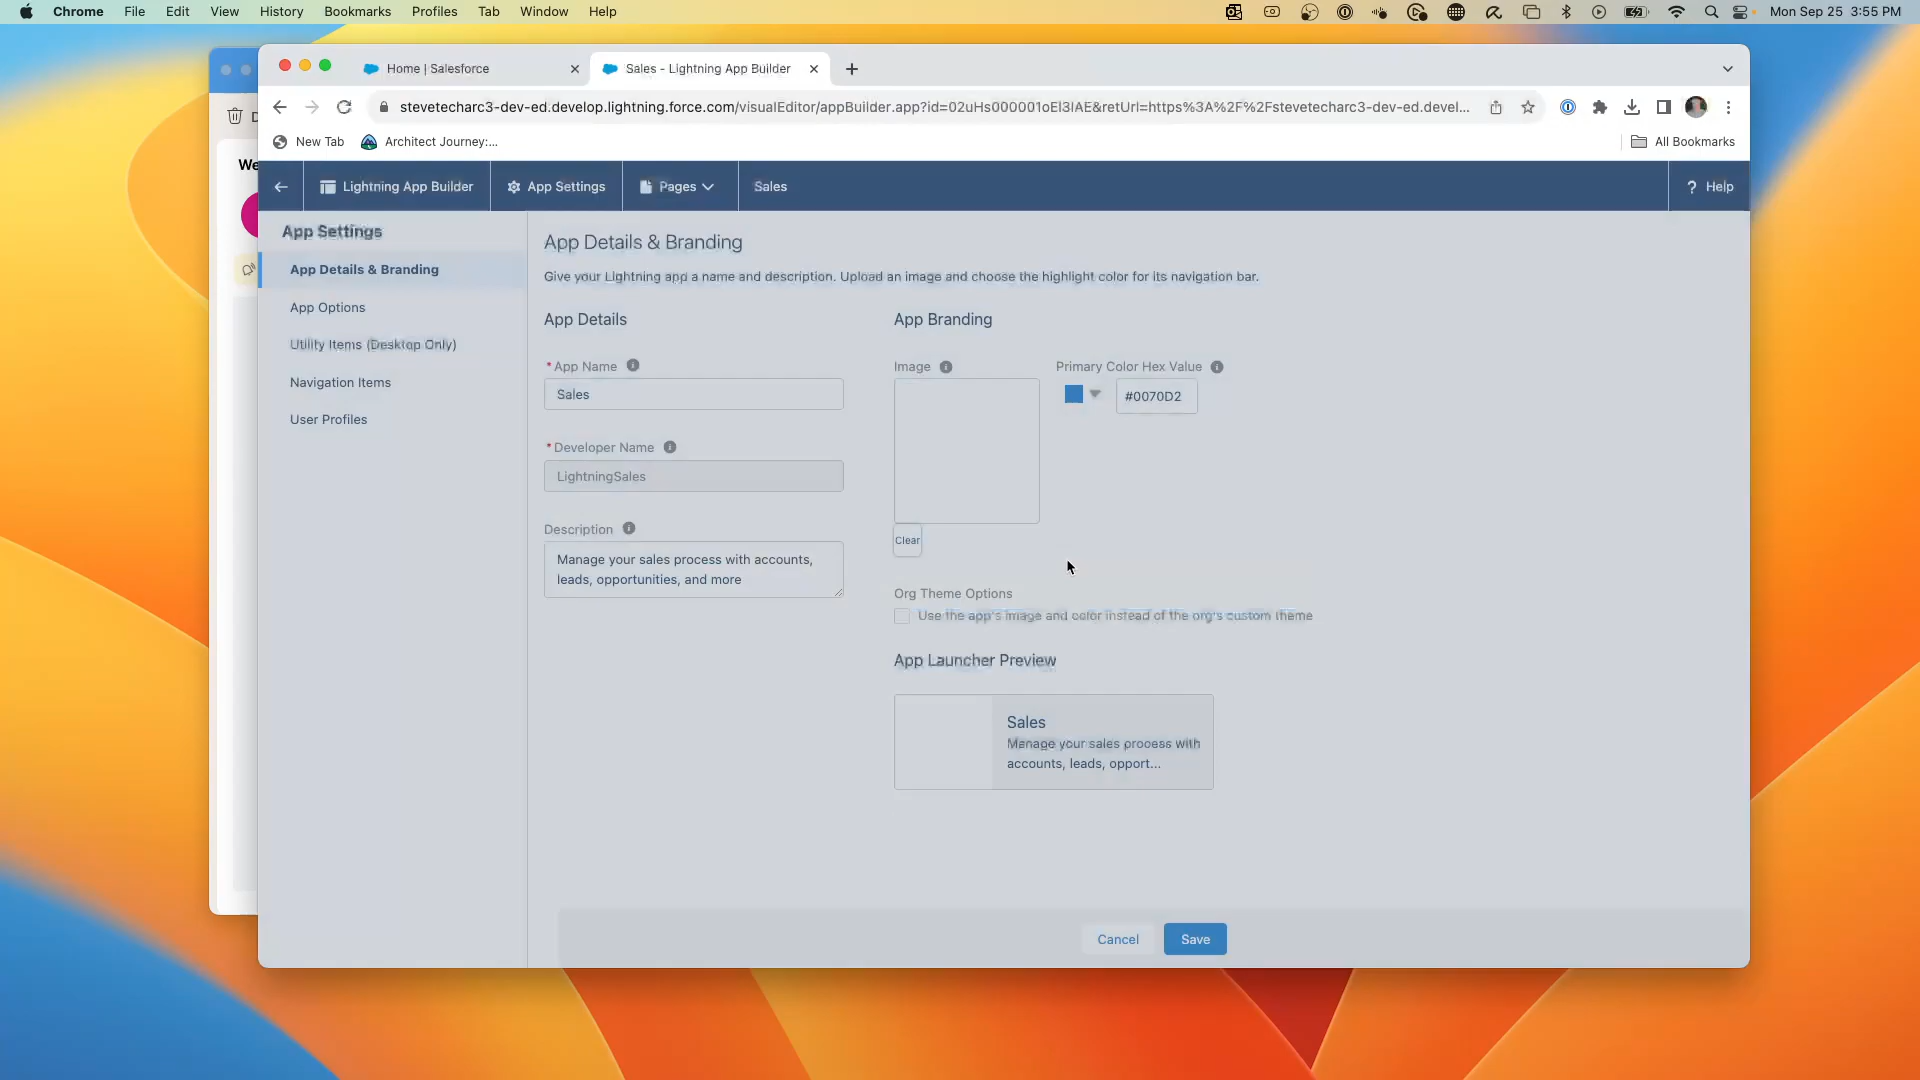 Chrome File Edit View History Bookmarks Profiles Tab Window Help
Mon Sep 25 3:55 PM
Home | Salesforce
Sales - Lightning App Builder
stevetecharc3-dev-ed.develop.lightning.force.com/visualEditor/appBuilder.app?id=02uHs000001oEl3IAE&retUrl=https%3A%2F%2Fstevetecharc3-dev-ed.devel...
New Tab
Architect Journey:...
All Bookmarks
We
Lightning App Builder
App Settings
Pages
Sales
? Help
App Settings
App Details & Branding
App Options
Utility Items (Desktop Only)
Navigation Items
User Profiles
App Details & Branding
Give your Lightning app a name and description. Upload an image and choose the highlight color for its navigation bar.
App Details
*App Name
Sales
*Developer Name
LightningSales
Description
Manage your sales process with accounts,
leads, opportunities, and more
App Branding
Image
Primary Color Hex Value
#0070D2
Clear
Org Theme Options
Use the app's image and color instead of the org's custom theme
App Launcher Preview
Sales
Manage your sales process with
accounts, leads, opport...
Cancel
Save